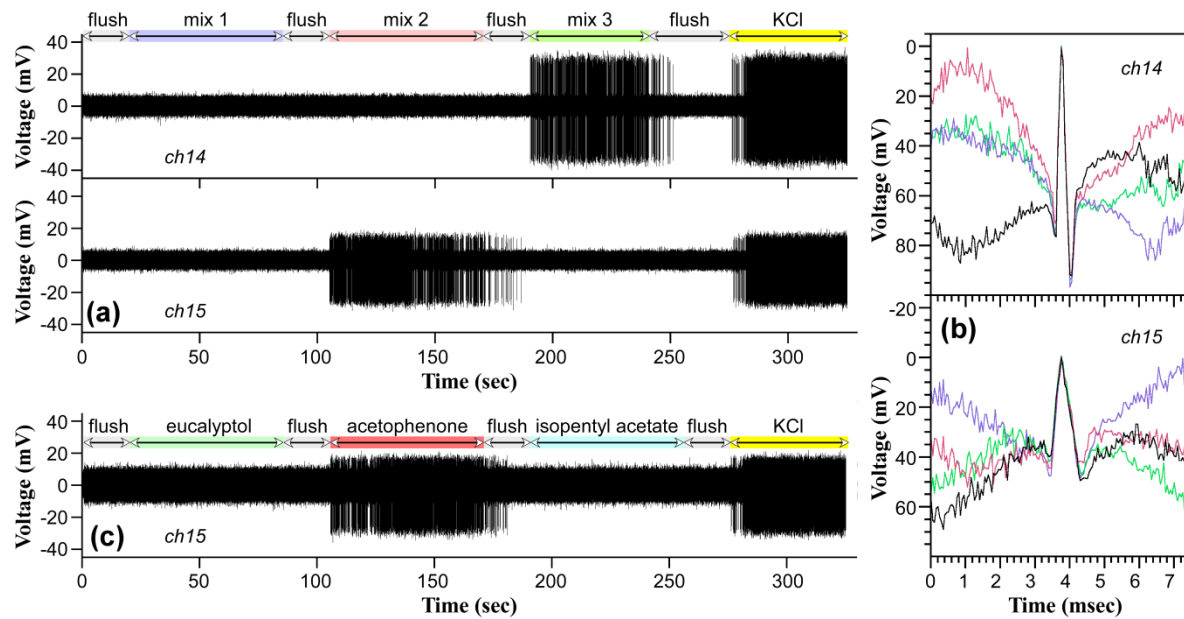 flush mix 1 flush mix 2 flush mix 3 flush KCl
Voltage (mV)
40
20
0
-20
-40
ch14
Voltage (mV)
40
20
0
-20
-40
(a)
ch15
0 50 100 150 200 250 300
Time (sec)
flush eucalyptol flush acetophenone flush isopentyl acetate flush KCl
Voltage (mV)
40
20
0
-20
-40
(c)
ch15
0 50 100 150 200 250 300
Time (sec)
ch14
Voltage (mV)
0
20
40
60
80
(b)
ch15
Voltage (mV)
-20
0
20
40
60
0 1 2 3 4 5 6 7
Time (msec)